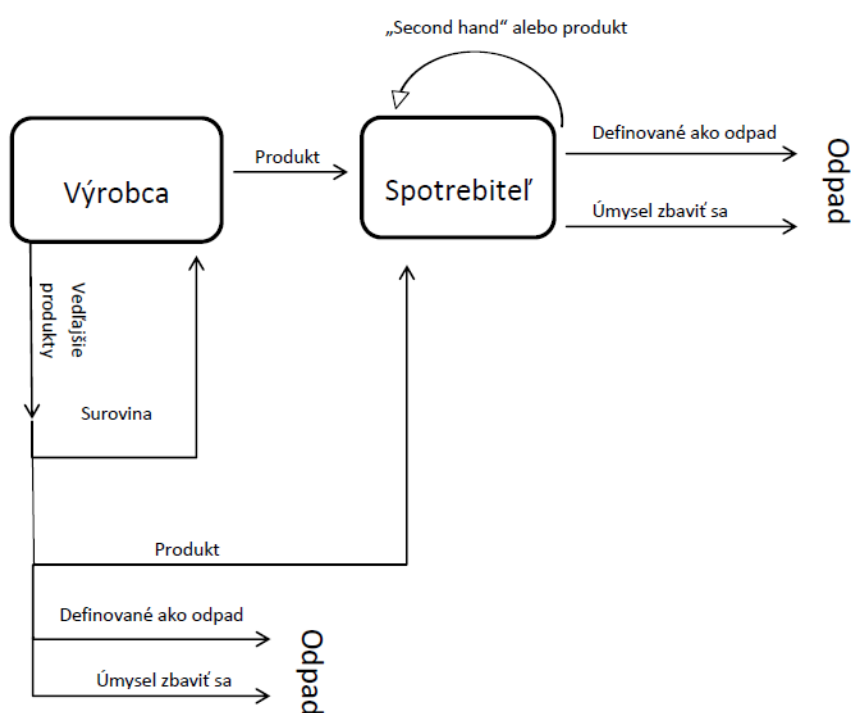 „Second hand“ alebo produkt
Výrobca
Produkt
Spotrebiteľ
Definované ako odpad
Úmysel zbaviť sa
Odpad
Vedľajšie
produkty
Surovina
Produkt
Definované ako odpad
Úmysel zbaviť sa
Odpad